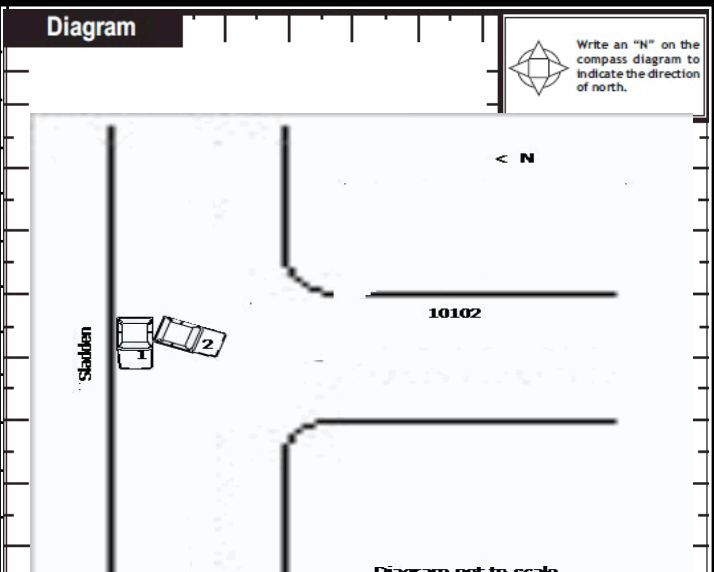 Diagram
Write an “N” on the
compass diagram to
indicate the direction
of north.
< N
10102
Sladden
1
2
Diagram not to scale